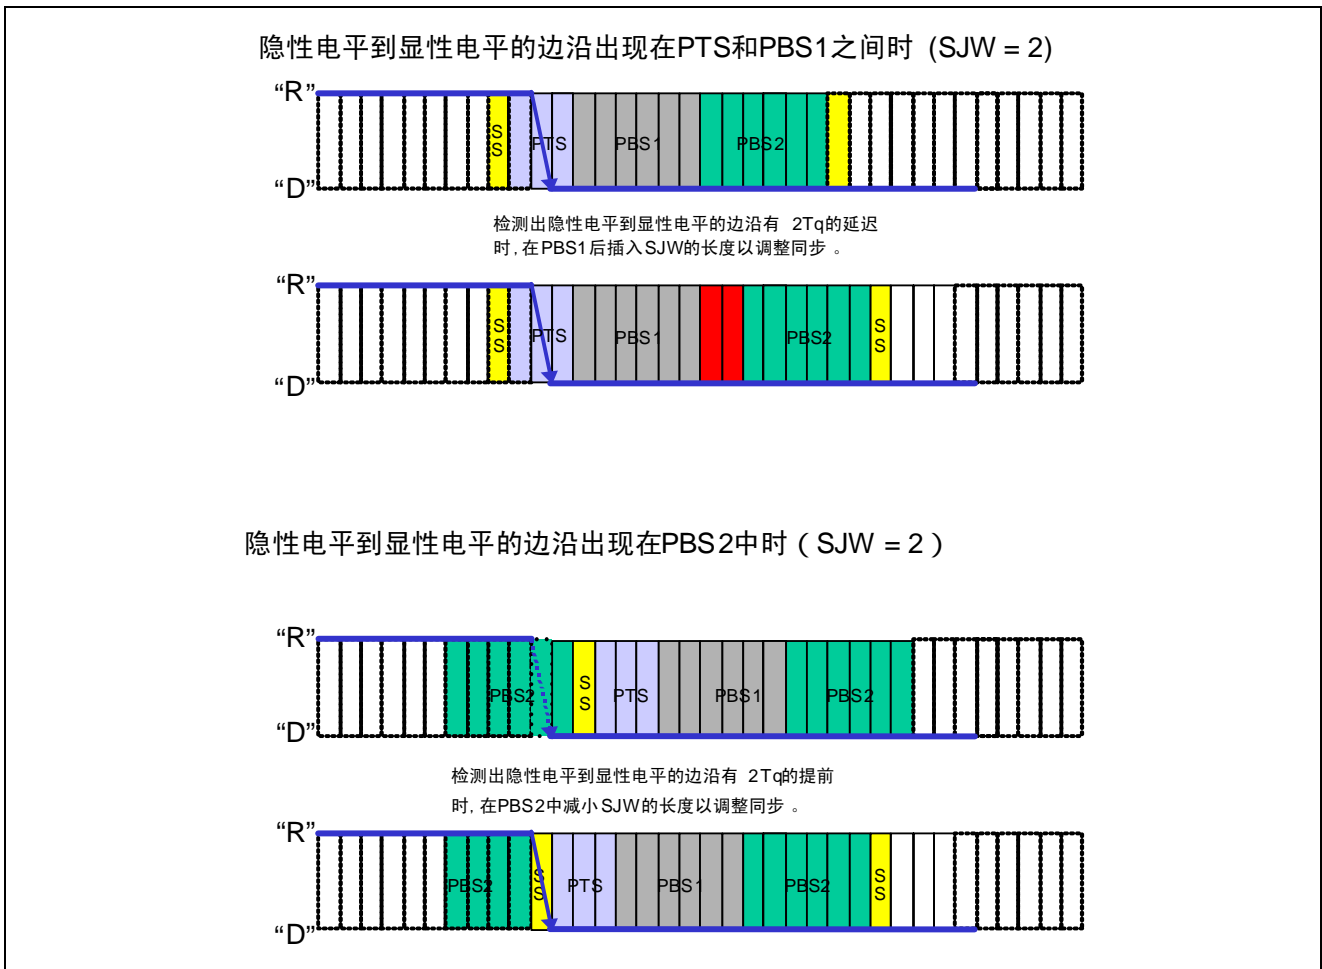 隐性电平到显性电平的边沿出现在PTS和PBS1之间时 (SJW = 2)
“R”
SS PTS PBS1 PBS2
“D”
检测出隐性电平到显性电平的边沿有 2Tq的延迟
时,在PBS1后插入SJW的长度以调整同步 。
“R”
SS PTS PBS1 PBS2 SS
“D”
隐性电平到显性电平的边沿出现在PBS2中时 ( SJW = 2 )
“R”
PBS2 SS PTS PBS1 PBS2
“D”
检测出隐性电平到显性电平的边沿有 2Tq的提前
时,在PBS2中减小SJW的长度以调整同步 。
“R”
PBS2 SS PTS PBS1 PBS2 SS
“D”